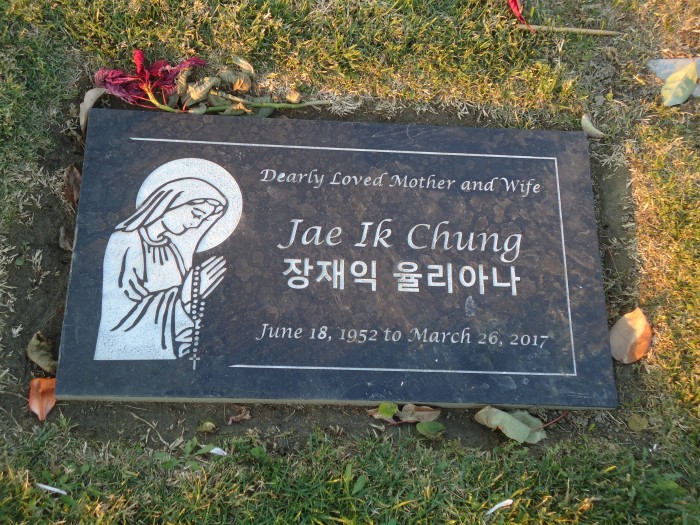 Dearly Loved Mother and Wife
Jae Ik Chung
장재익 율리아나
June 18, 1952 to March 26, 2017